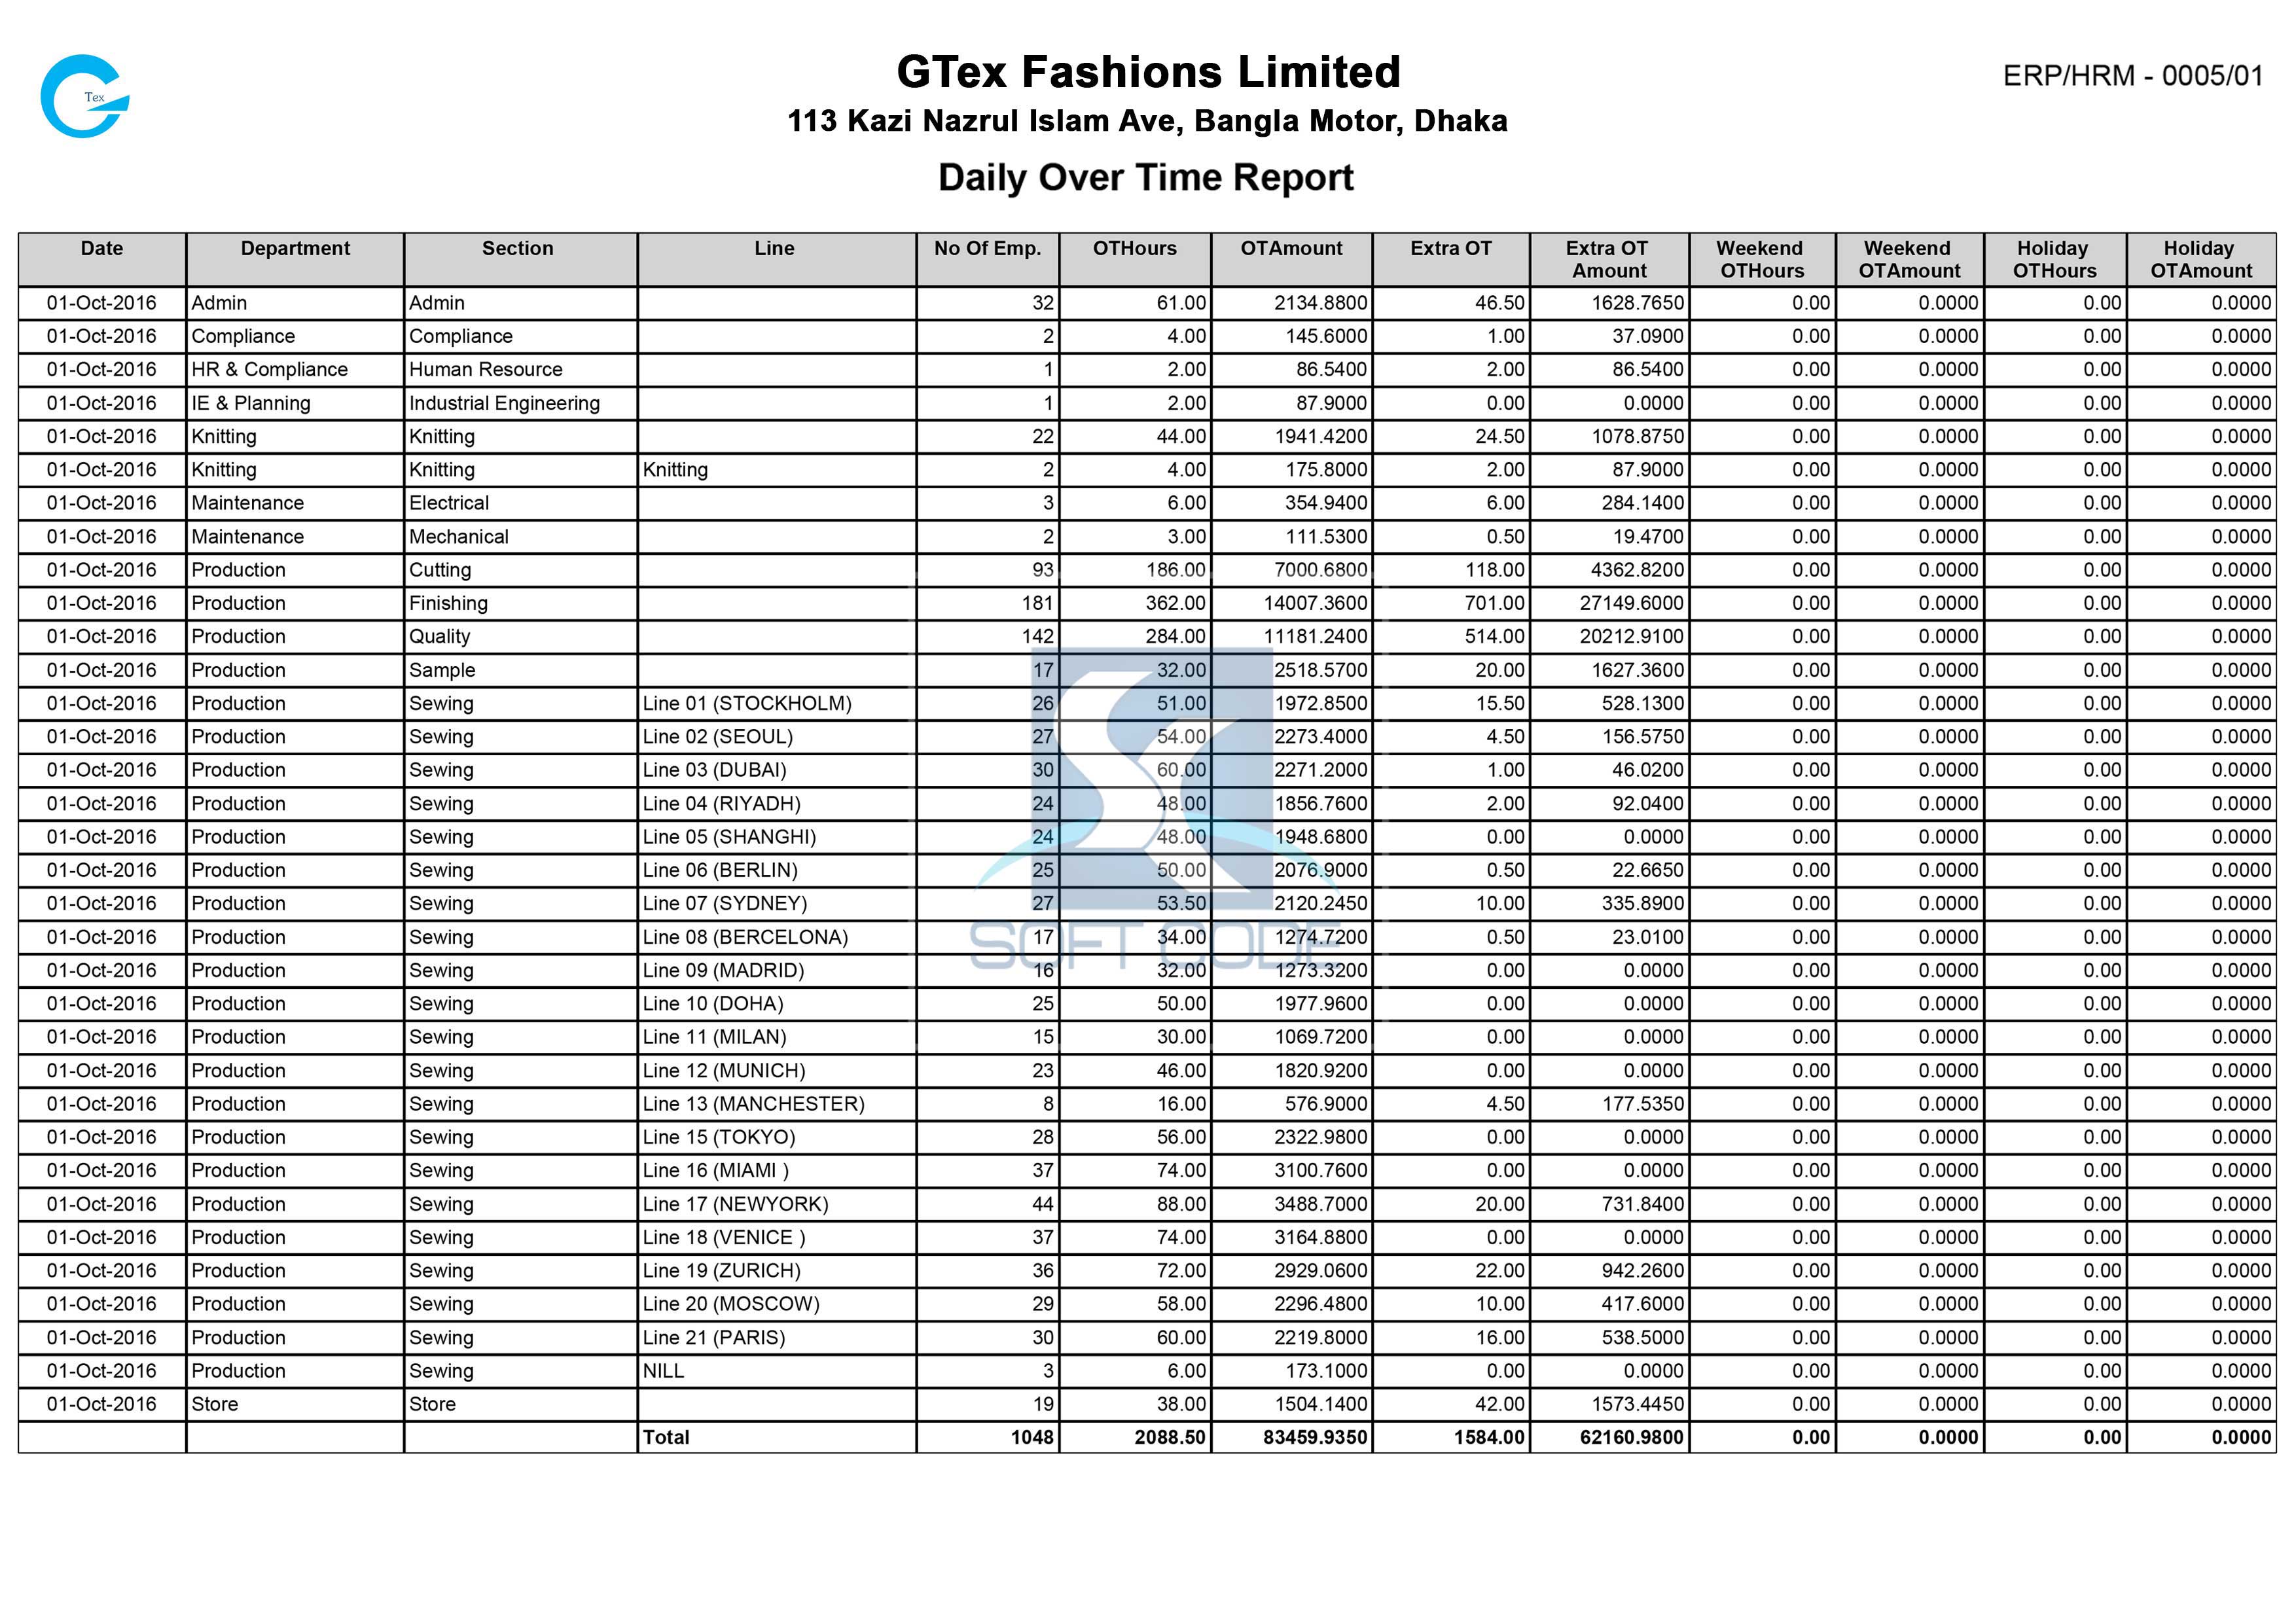 Tex
GTex Fashions Limited
ERP/HRM - 0005/01
113 Kazi Nazrul Islam Ave, Bangla Motor, Dhaka
Daily Over Time Report
Date Department Section Line No Of Emp. OTHours OTAmount Extra OT Extra OT Amount Weekend OTHours Weekend OTAmount Holiday OTHours Holiday OTAmount
01-Oct-2016 Admin Admin 32 61.00 2134.8800 46.50 1628.7650 0.00 0.0000 0.00 0.0000
01-Oct-2016 Compliance Compliance 2 4.00 145.6000 1.00 37.0900 0.00 0.0000 0.00 0.0000
01-Oct-2016 HR & Compliance Human Resource 1 2.00 86.5400 2.00 86.5400 0.00 0.0000 0.00 0.0000
01-Oct-2016 IE & Planning Industrial Engineering 1 2.00 87.9000 0.00 0.0000 0.00 0.0000 0.00 0.0000
01-Oct-2016 Knitting Knitting 22 44.00 1941.4200 24.50 1078.8750 0.00 0.0000 0.00 0.0000
01-Oct-2016 Knitting Knitting Knitting 2 4.00 175.8000 2.00 87.9000 0.00 0.0000 0.00 0.0000
01-Oct-2016 Maintenance Electrical 3 6.00 354.9400 6.00 284.1400 0.00 0.0000 0.00 0.0000
01-Oct-2016 Maintenance Mechanical 2 3.00 111.5300 0.50 19.4700 0.00 0.0000 0.00 0.0000
01-Oct-2016 Production Cutting 93 186.00 7000.6800 118.00 4362.8200 0.00 0.0000 0.00 0.0000
01-Oct-2016 Production Finishing 181 362.00 14007.3600 701.00 27149.6000 0.00 0.0000 0.00 0.0000
01-Oct-2016 Production Quality 142 284.00 11181.2400 514.00 20212.9100 0.00 0.0000 0.00 0.0000
01-Oct-2016 Production Sample 17 32.00 2518.5700 20.00 1627.3600 0.00 0.0000 0.00 0.0000
01-Oct-2016 Production Sewing Line 01 (STOCKHOLM) 26 51.00 1972.8500 15.50 528.1300 0.00 0.0000 0.00 0.0000
01-Oct-2016 Production Sewing Line 02 (SEOUL) 27 54.00 2273.4000 4.50 156.5750 0.00 0.0000 0.00 0.0000
01-Oct-2016 Production Sewing Line 03 (DUBAI) 30 60.00 2271.2000 1.00 46.0200 0.00 0.0000 0.00 0.0000
01-Oct-2016 Production Sewing Line 04 (RIYADH) 24 48.00 1856.7600 2.00 92.0400 0.00 0.0000 0.00 0.0000
01-Oct-2016 Production Sewing Line 05 (SHANGHI) 24 48.00 1948.6800 0.00 0.0000 0.00 0.0000 0.00 0.0000
01-Oct-2016 Production Sewing Line 06 (BERLIN) 25 50.00 2076.9000 0.50 22.6650 0.00 0.0000 0.00 0.0000
01-Oct-2016 Production Sewing Line 07 (SYDNEY) 27 53.50 2120.2450 10.00 335.8900 0.00 0.0000 0.00 0.0000
01-Oct-2016 Production Sewing Line 08 (BERCELONA) 17 34.00 1274.7200 0.50 23.0100 0.00 0.0000 0.00 0.0000
SOFT CODE
01-Oct-2016 Production Sewing Line 09 (MADRID) 16 32.00 1273.3200 0.00 0.0000 0.00 0.0000 0.00 0.0000
01-Oct-2016 Production Sewing Line 10 (DOHA) 25 50.00 1977.9600 0.00 0.0000 0.00 0.0000 0.00 0.0000
01-Oct-2016 Production Sewing Line 11 (MILAN) 15 30.00 1069.7200 0.00 0.0000 0.00 0.0000 0.00 0.0000
01-Oct-2016 Production Sewing Line 12 (MUNICH) 23 46.00 1820.9200 0.00 0.0000 0.00 0.0000 0.00 0.0000
01-Oct-2016 Production Sewing Line 13 (MANCHESTER) 8 16.00 576.9000 4.50 177.5350 0.00 0.0000 0.00 0.0000
01-Oct-2016 Production Sewing Line 15 (TOKYO) 28 56.00 2322.9800 0.00 0.0000 0.00 0.0000 0.00 0.0000
01-Oct-2016 Production Sewing Line 16 (MIAMI ) 37 74.00 3100.7600 0.00 0.0000 0.00 0.0000 0.00 0.0000
01-Oct-2016 Production Sewing Line 17 (NEWYORK) 44 88.00 3488.7000 20.00 731.8400 0.00 0.0000 0.00 0.0000
01-Oct-2016 Production Sewing Line 18 (VENICE ) 37 74.00 3164.8800 0.00 0.0000 0.00 0.0000 0.00 0.0000
01-Oct-2016 Production Sewing Line 19 (ZURICH) 36 72.00 2929.0600 22.00 942.2600 0.00 0.0000 0.00 0.0000
01-Oct-2016 Production Sewing Line 20 (MOSCOW) 29 58.00 2296.4800 10.00 417.6000 0.00 0.0000 0.00 0.0000
01-Oct-2016 Production Sewing Line 21 (PARIS) 30 60.00 2219.8000 16.00 538.5000 0.00 0.0000 0.00 0.0000
01-Oct-2016 Production Sewing NILL 3 6.00 173.1000 0.00 0.0000 0.00 0.0000 0.00 0.0000
01-Oct-2016 Store Store 19 38.00 1504.1400 42.00 1573.4450 0.00 0.0000 0.00 0.0000
Total 1048 2088.50 83459.9350 1584.00 62160.9800 0.00 0.0000 0.00 0.0000